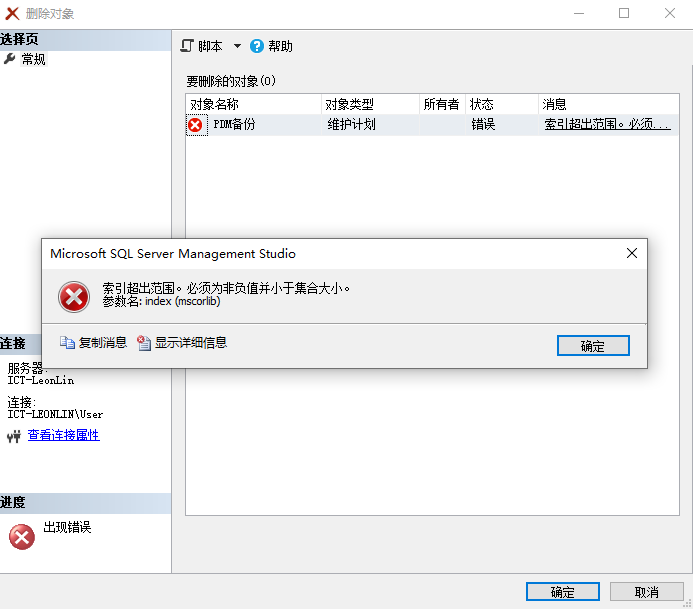 删除对象
选择页
常规
脚本
帮助
要删除的对象(O)
对象名称 对象类型 所有者 状态 消息
PDM备份 维护计划 错误 索引超出范围。必须...
Microsoft SQL Server Management Studio
索引超出范围。必须为非负值并小于集合大小。
参数名: index (mscorlib)
复制消息 显示详细信息
确定
连接
服务器:
ICT-LeonLin
连接:
ICT-LEONLIN\User
查看连接属性
进度
出现错误
确定 取消